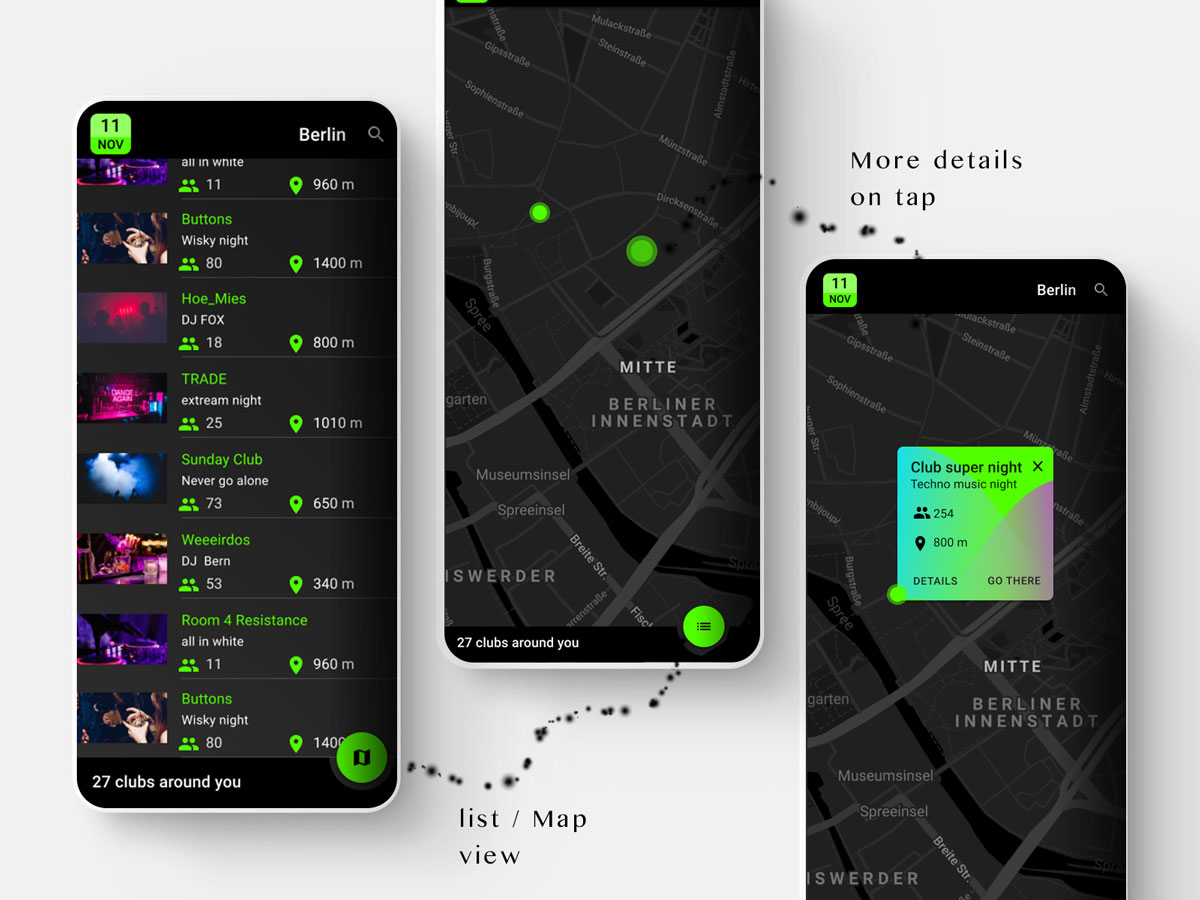 11
NOV
Berlin
all in white
11
960 m
Buttons
Wisky night
80
1400 m
Hoe_Mies
DJ FOX
18
800 m
TRADE
extream night
25
1010 m
DANCE
AGAIN
Sunday Club
Never go alone
73
650 m
Weeeirdos
DJ Bern
53
340 m
Room 4 Resistance
all in white
11
960 m
Buttons
Wisky night
80
1400
27 clubs around you
Mulackstraße
Gipsstraße
Steinstraße
Sophienstraße
Almstadtstraße
Münzstraße
Dircksenstraße
Burgstraße
Spree
MITTE
BERLINER
INNENSTADT
garten
Museumsinsel
Spreeinsel
Breite Str.
ISWERDER
27 clubs around you
list / Map
view
More details
on tap
11
NOV
Berlin
Gipsstraße
Steinstraße
Sophienstraße
Almstadtstraße
Club super night
Techno music night
254
800 m
DETAILS
GO THERE
Burgstraße
Spree
MITTE
garten
BERLINER
INNENSTADT
Museumsinsel
Spreeinsel
Breite Str.
ISWERDER